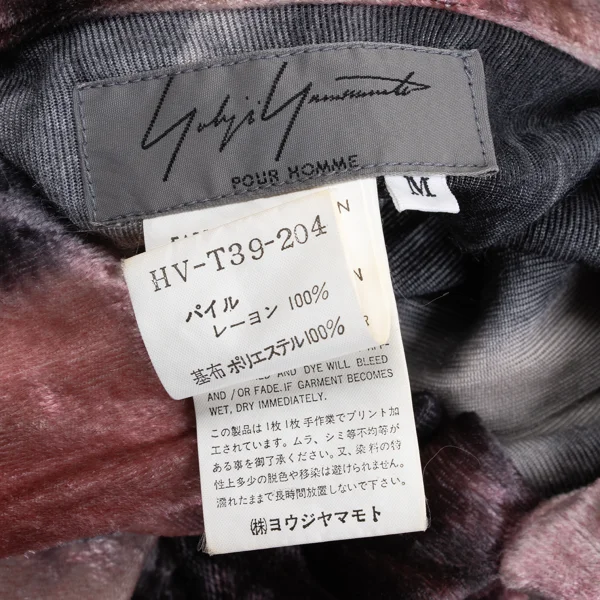 Yohji Yamamoto
POUR HOMME
M
N
HV-T39-204
パイル
レーヨン 100%
基布 ポリエステル100%
N
R
AND DYE WILL BLEED
AND / OR FADE. IF GARMENT BECOMES
WET, DRY IMMEDIATELY.
この製品は1枚1枚手作業でプリント加
工されています。ムラ、シミ等不均等が
ある事を御了承ください。又、染料の特
性上多少の脱色や移染は避けられません。
濡れたままで長時間放置しないで下さい。
㈱ヨウジヤマモト